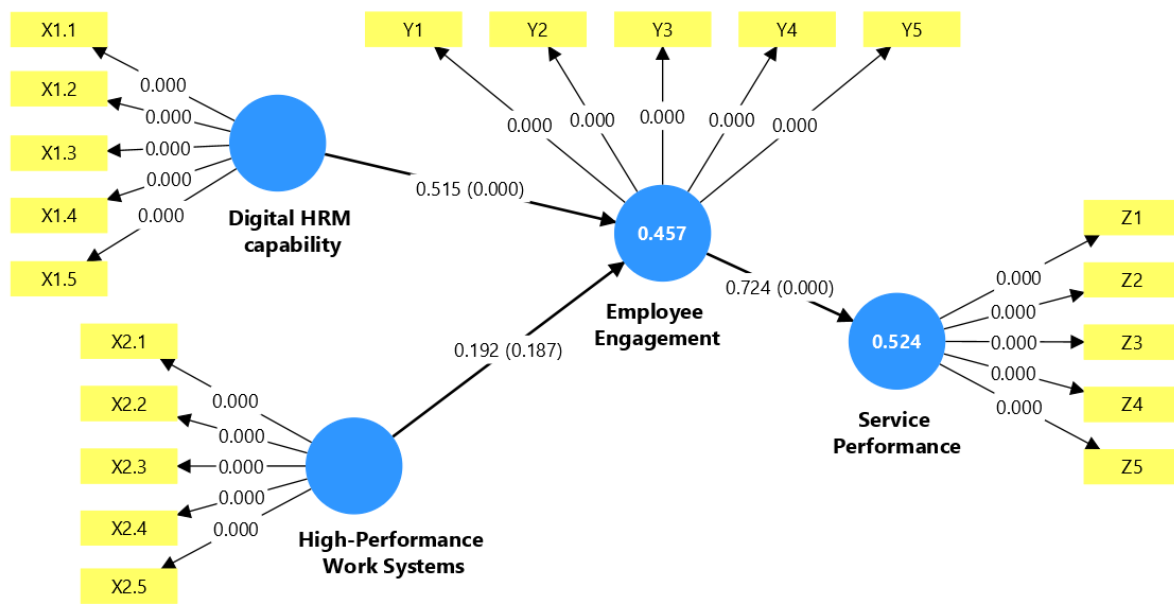 X1.1
X1.2
X1.3
X1.4
X1.5
0.000
0.000
0.000
0.000
0.000
Digital HRM
capability
Y1
Y2
Y3
Y4
Y5
0.000
0.000
0.000
0.000
0.000
0.515 (0.000)
0.457
Employee
Engagement
X2.1
X2.2
X2.3
X2.4
X2.5
0.000
0.000
0.000
0.000
0.000
High-Performance
Work Systems
0.192 (0.187)
0.724 (0.000)
0.524
Service
Performance
0.000
0.000
0.000
0.000
0.000
Z1
Z2
Z3
Z4
Z5